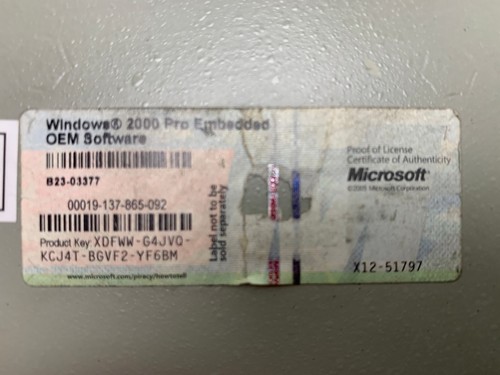 Windows® 2000 Pro Embedded
OEM Software
B23-03377
00019-137-865-092
Product Key: XDFWW-G4JVQ-
KCJ4T-BGVF2-YF6BM
www.microsoft.com/piracy/howtotell
Label not to be
sold separately
Proof of License
Certificate of Authenticity
Microsoft®
©2005 Microsoft Corporation
X12-51797